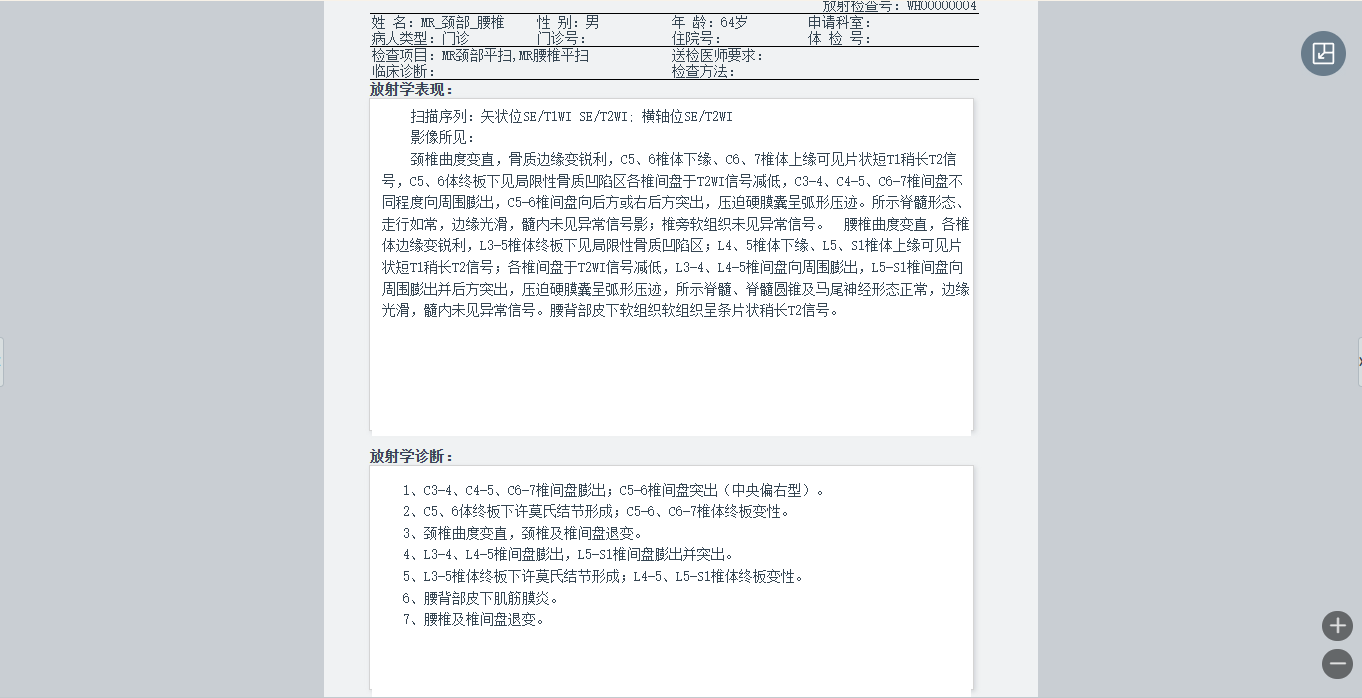 放射检查号：WH00000004
姓 名：MR_颈部_腰椎 性 别：男 年 龄：64岁 申请科室：
病人类型：门诊 门诊号： 住院号： 体 检 号：
检查项目：MR颈部平扫,MR腰椎平扫 送检医师要求：
临床诊断： 检查方法：
放射学表现：
扫描序列：矢状位SE/T1WI SE/T2WI; 横轴位SE/T2WI
影像所见：
颈椎曲度变直，骨质边缘变锐利，C5、6椎体下缘、C6、7椎体上缘可见片状短T1稍长T2信
号，C5、6体终板下见局限性骨质凹陷区各椎间盘于T2WI信号减低，C3-4、C4-5、C6-7椎间盘不
同程度向周围膨出，C5-6椎间盘向后方或右后方突出，压迫硬膜囊呈弧形压迹。所示脊髓形态、
走行如常，边缘光滑，髓内未见异常信号影；椎旁软组织未见异常信号。 腰椎曲度变直，各椎
体边缘变锐利，L3-5椎体终板下见局限性骨质凹陷区；L4、5椎体下缘、L5、S1椎体上缘可见片
状短T1稍长T2信号；各椎间盘于T2WI信号减低，L3-4、L4-5椎间盘向周围膨出，L5-S1椎间盘向
周围膨出并后方突出，压迫硬膜囊呈弧形压迹，所示脊髓、脊髓圆锥及马尾神经形态正常，边缘
光滑，髓内未见异常信号。腰背部皮下软组织软组织呈条片状稍长T2信号。
放射学诊断：
1、C3-4、C4-5、C6-7椎间盘膨出；C5-6椎间盘突出（中央偏右型）。
2、C5、6体终板下许莫氏结节形成；C5-6、C6-7椎体终板变性。
3、颈椎曲度变直，颈椎及椎间盘退变。
4、L3-4、L4-5椎间盘膨出，L5-S1椎间盘膨出并突出。
5、L3-5椎体终板下许莫氏结节形成；L4-5、L5-S1椎体终板变性。
6、腰背部皮下肌筋膜炎。
7、腰椎及椎间盘退变。